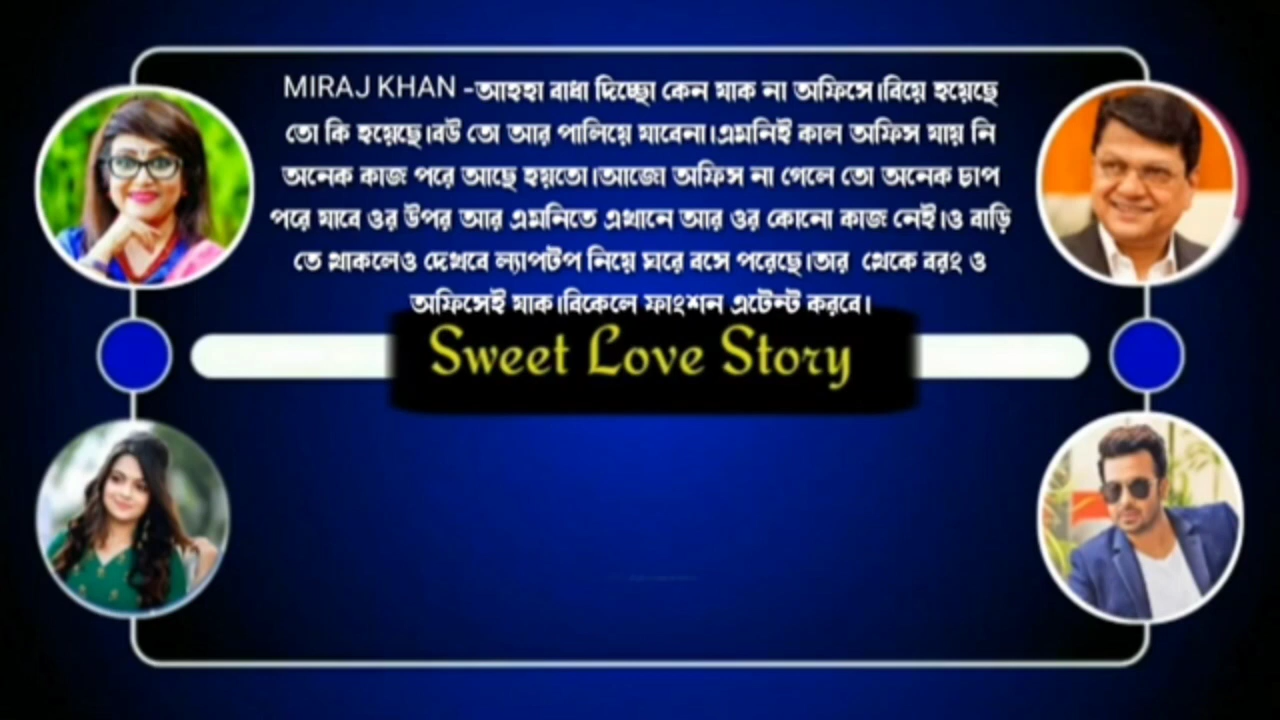 MIRAJ KHAN -আহহা বাধা দিচ্ছো কেন যাক না অফিসে।বিয়ে হয়েছে
তো কি হয়েছে।বউ তো আর পালিয়ে যাবেনা।এমনিই কাল অফিস যায় নি
অনেক কাজ পরে আছে হয়তো।আজো অফিস না গেলে তো অনেক চাপ
পরে যাবে ওর উপর আর এমনিতে এখানে আর ওর কোনো কাজ নেই।ও বাড়ি
তে থাকলেও দেখবে ল্যাপটপ নিয়ে ঘরে বসে পরেছে।তার থেকে বরং ও
অফিসেই যাক।বিকেলে ফাংশন এটেন্ট করবে।
Sweet Love Story